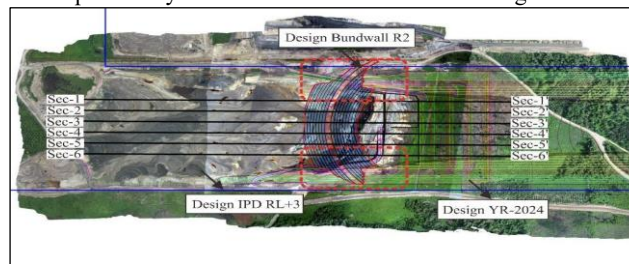 Design Bundwall R2
Sec-1
Sec-2
Sec-3
Sec-4
Sec-5
Sec-6
Sec-1
Sec-2
Sec-3
Sec-4
Sec-5
Sec-6
Design IPD RL+3
Design YR-2024